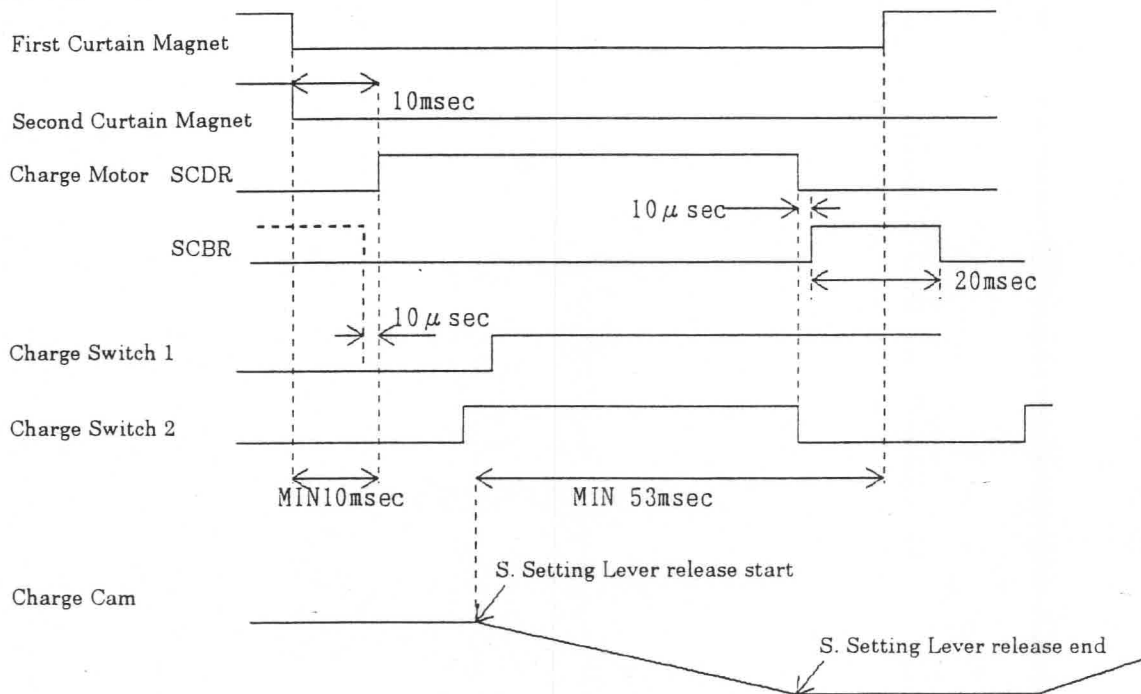 First Curtain Magnet
10msec
Second Curtain Magnet
Charge Motor SCDR
10μsec
SCBR
20msec
10μsec
Charge Switch 1
Charge Switch 2
MIN10msec
MIN 53msec
S. Setting Lever release start
Charge Cam
S. Setting Lever release end